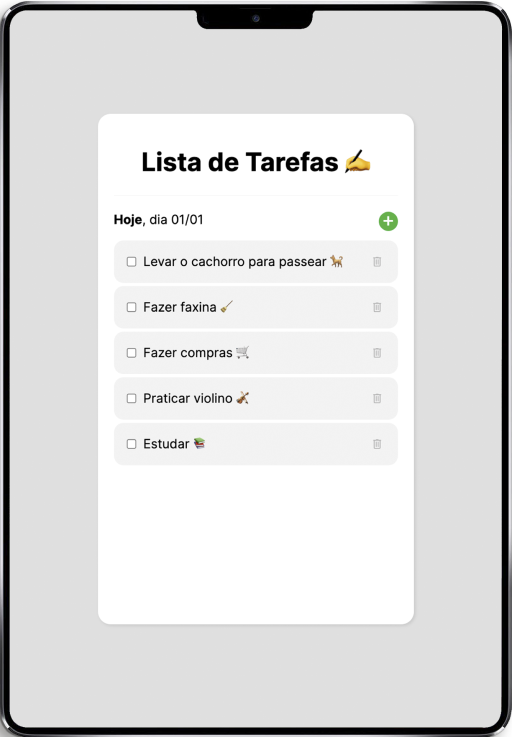 Lista de Tarefas ✍️
Hoje, dia 01/01
Levar o cachorro para passear 🐕‍🦺
Fazer faxina 🧹
Fazer compras 🛒
Praticar violino 🎻
Estudar 📚